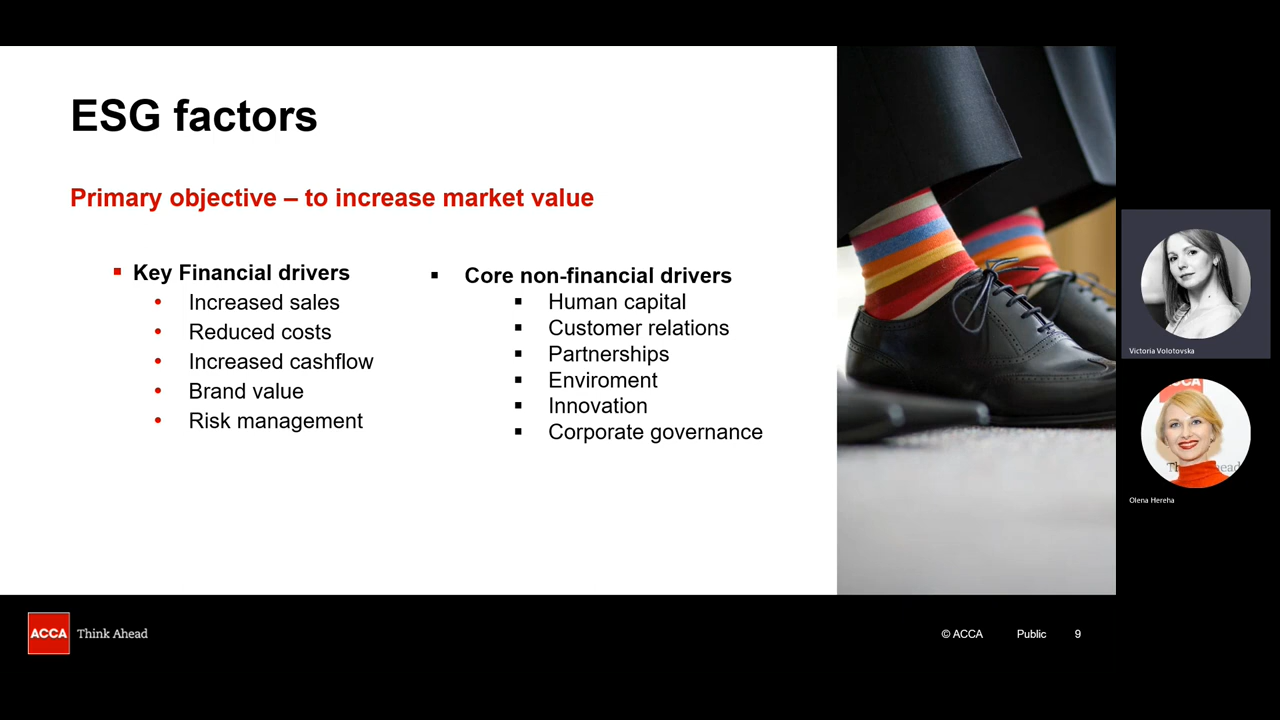 ESG factors
Primary objective – to increase market value
Key Financial drivers
Increased sales
Reduced costs
Increased cashflow
Brand value
Risk management
Core non-financial drivers
Human capital
Customer relations
Partnerships
Enviroment
Innovation
Corporate governance
Victoria Volotovska
Olena Hereha
ACCA Think Ahead
© ACCA Public 9